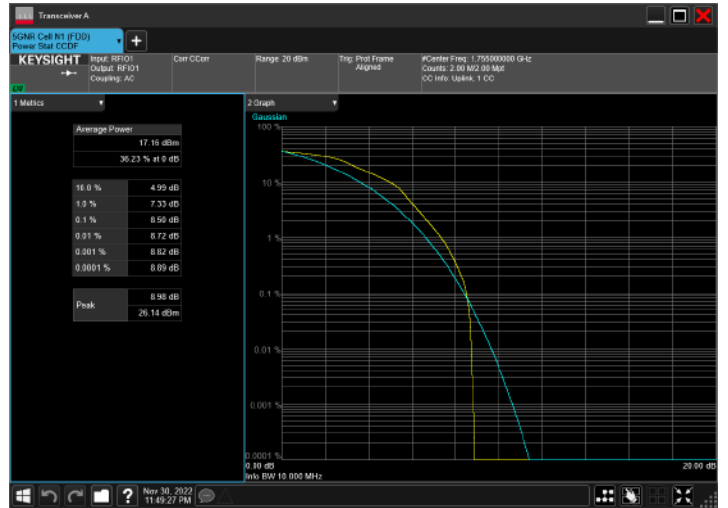 Transceiver A
5GNR Cell N1 (FDD)
Power Stat CCDF
KEYSIGHT
Input: RFIO1
Output: RFIO1
Coupling: AC
Corr CCorr
Range: 20 dBm
Trig: Prot Frame
Aligned
#Center Freq: 1.755000000 GHz
Counts: 2.00 M/2.00 Mpt
CC Info: Uplink, 1 CC
1 Metrics
Average Power
17.16 dBm
36.23 % at 0 dB
10.0 % 4.99 dB
1.0 % 7.33 dB
0.1 % 8.50 dB
0.01 % 8.72 dB
0.001 % 8.82 dB
0.0001 % 8.89 dB
Peak
8.98 dB
26.14 dBm
2 Graph
Gaussian
100 %
10 %
1 %
0.1 %
0.01 %
0.001 %
0.0001 %
0.00 dB
20.00 dB
Info BW 10.000 MHz
?
Nov 30, 2022
11:49:27 PM